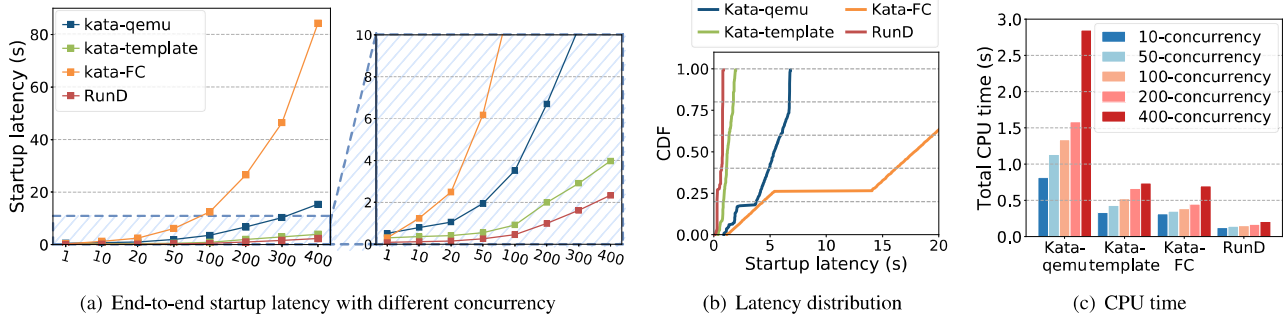 Startup latency (s)
80
60
40
20
0
kata-qemu
kata-template
kata-FC
RunD
1 10 20 50 100 200 300 400
10
8
6
4
2
0
1 10 20 50 100 200 300 400
(a) End-to-end startup latency with different concurrency
Kata-qemu Kata-FC
Kata-template RunD
CDF
1.00
0.75
0.50
0.25
0.00
0 5 10 15 20
Startup latency (s)
(b) Latency distribution
Total CPU time (s)
3.0
2.5
2.0
1.5
1.0
0.5
0.0
10-concurrency
50-concurrency
100-concurrency
200-concurrency
400-concurrency
Kata- Kata- Kata- RunD
qemu template FC
(c) CPU time